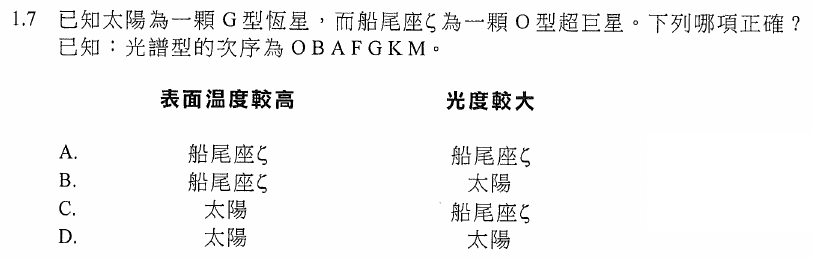 1.7 已知太陽為一顆 G 型恆星，而船尾座ζ為一顆 O 型超巨星。下列哪項正確？
已知：光譜型的次序為 O B A F G K M。
表面温度較高 光度較大
A. 船尾座ζ 船尾座ζ
B. 船尾座ζ 太陽
C. 太陽 船尾座ζ
D. 太陽 太陽